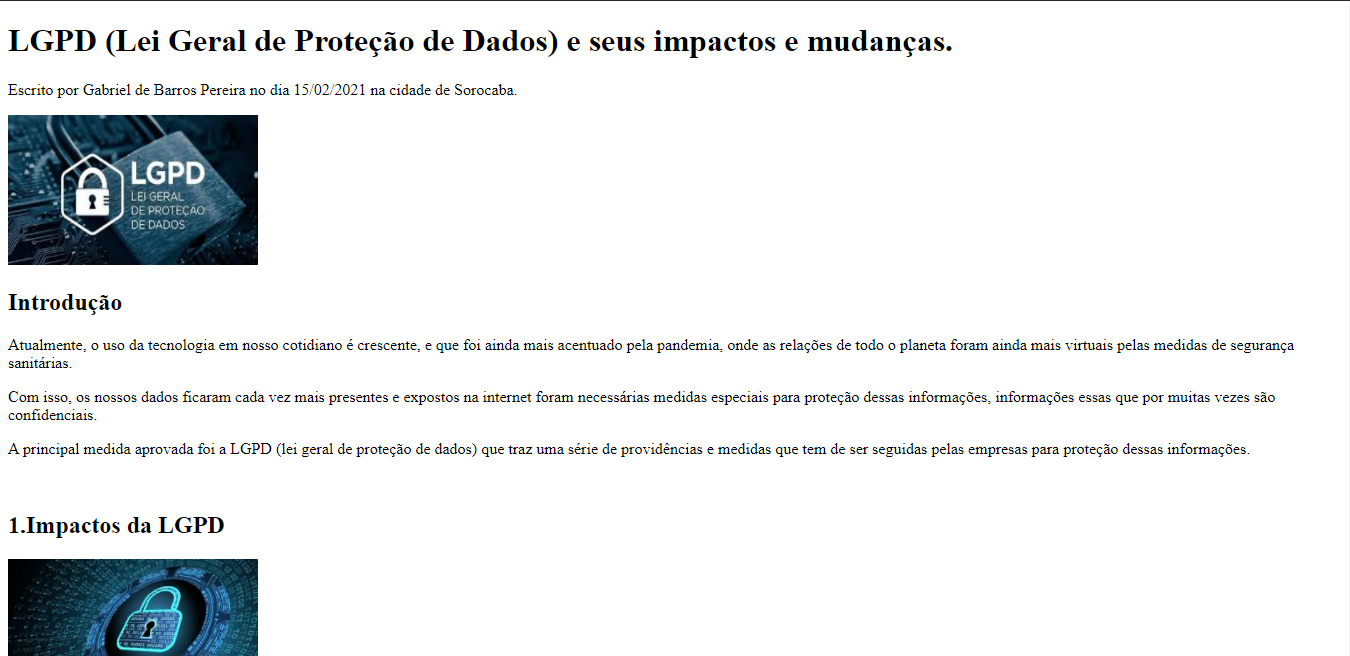 LGPD (Lei Geral de Proteção de Dados) e seus impactos e mudanças.
Escrito por Gabriel de Barros Pereira no dia 15/02/2021 na cidade de Sorocaba.
LGPD
LEI GERAL
DE PROTEÇÃO
DE DADOS
Introdução
Atualmente, o uso da tecnologia em nosso cotidiano é crescente, e que foi ainda mais acentuado pela pandemia, onde as relações de todo o planeta foram ainda mais virtuais pelas medidas de segurança
sanitárias.
Com isso, os nossos dados ficaram cada vez mais presentes e expostos na internet foram necessárias medidas especiais para proteção dessas informações, informações essas que por muitas vezes são
confidenciais.
A principal medida aprovada foi a LGPD (lei geral de proteção de dados) que traz uma série de providências e medidas que tem de ser seguidas pelas empresas para proteção dessas informações.
1.Impactos da LGPD